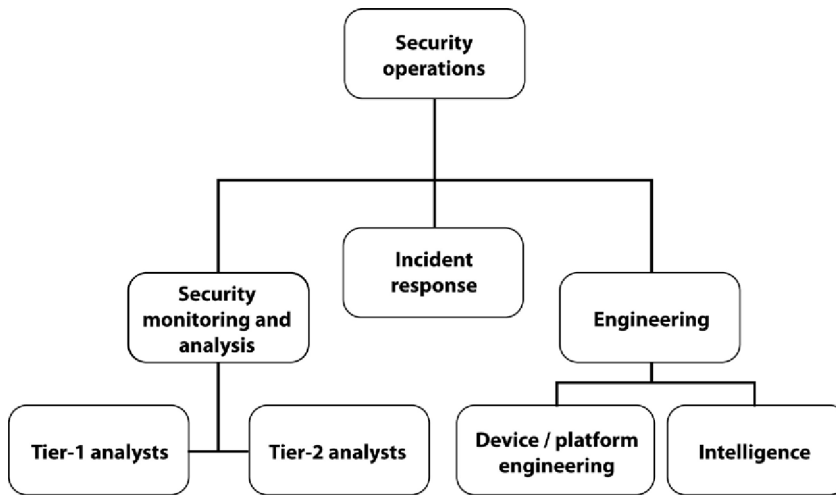 Security
operations
Incident
response
Security
monitoring and
analysis
Engineering
Tier-1 analysts
Tier-2 analysts
Device / platform
engineering
Intelligence